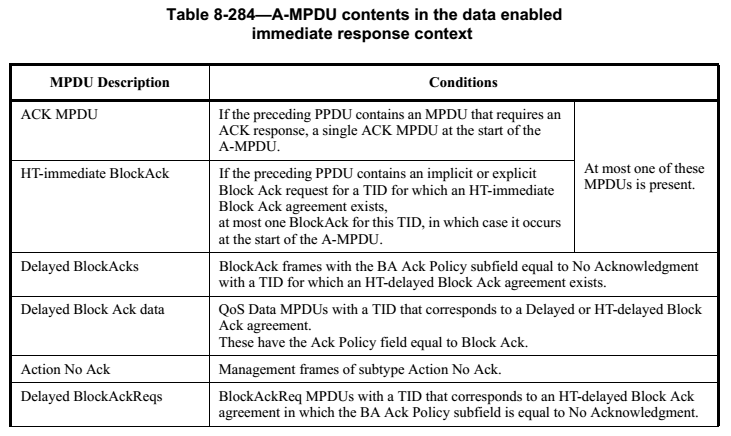 Table 8-284—A-MPDU contents in the data enabled
immediate response context
MPDU Description
Conditions
ACK MPDU
If the preceding PPDU contains an MPDU that requires an
ACK response, a single ACK MPDU at the start of the
A-MPDU.
At most one of these
MPDUs is present.
HT-immediate BlockAck
If the preceding PPDU contains an implicit or explicit
Block Ack request for a TID for which an HT-immediate
Block Ack agreement exists,
at most one BlockAck for this TID, in which case it occurs
at the start of the A-MPDU.
Delayed BlockAcks
BlockAck frames with the BA Ack Policy subfield equal to No Acknowledgment
with a TID for which an HT-delayed Block Ack agreement exists.
Delayed Block Ack data
QoS Data MPDUs with a TID that corresponds to a Delayed or HT-delayed Block
Ack agreement.
These have the Ack Policy field equal to Block Ack.
Action No Ack
Management frames of subtype Action No Ack.
Delayed BlockAckReqs
BlockAckReq MPDUs with a TID that corresponds to an HT-delayed Block Ack
agreement in which the BA Ack Policy subfield is equal to No Acknowledgment.